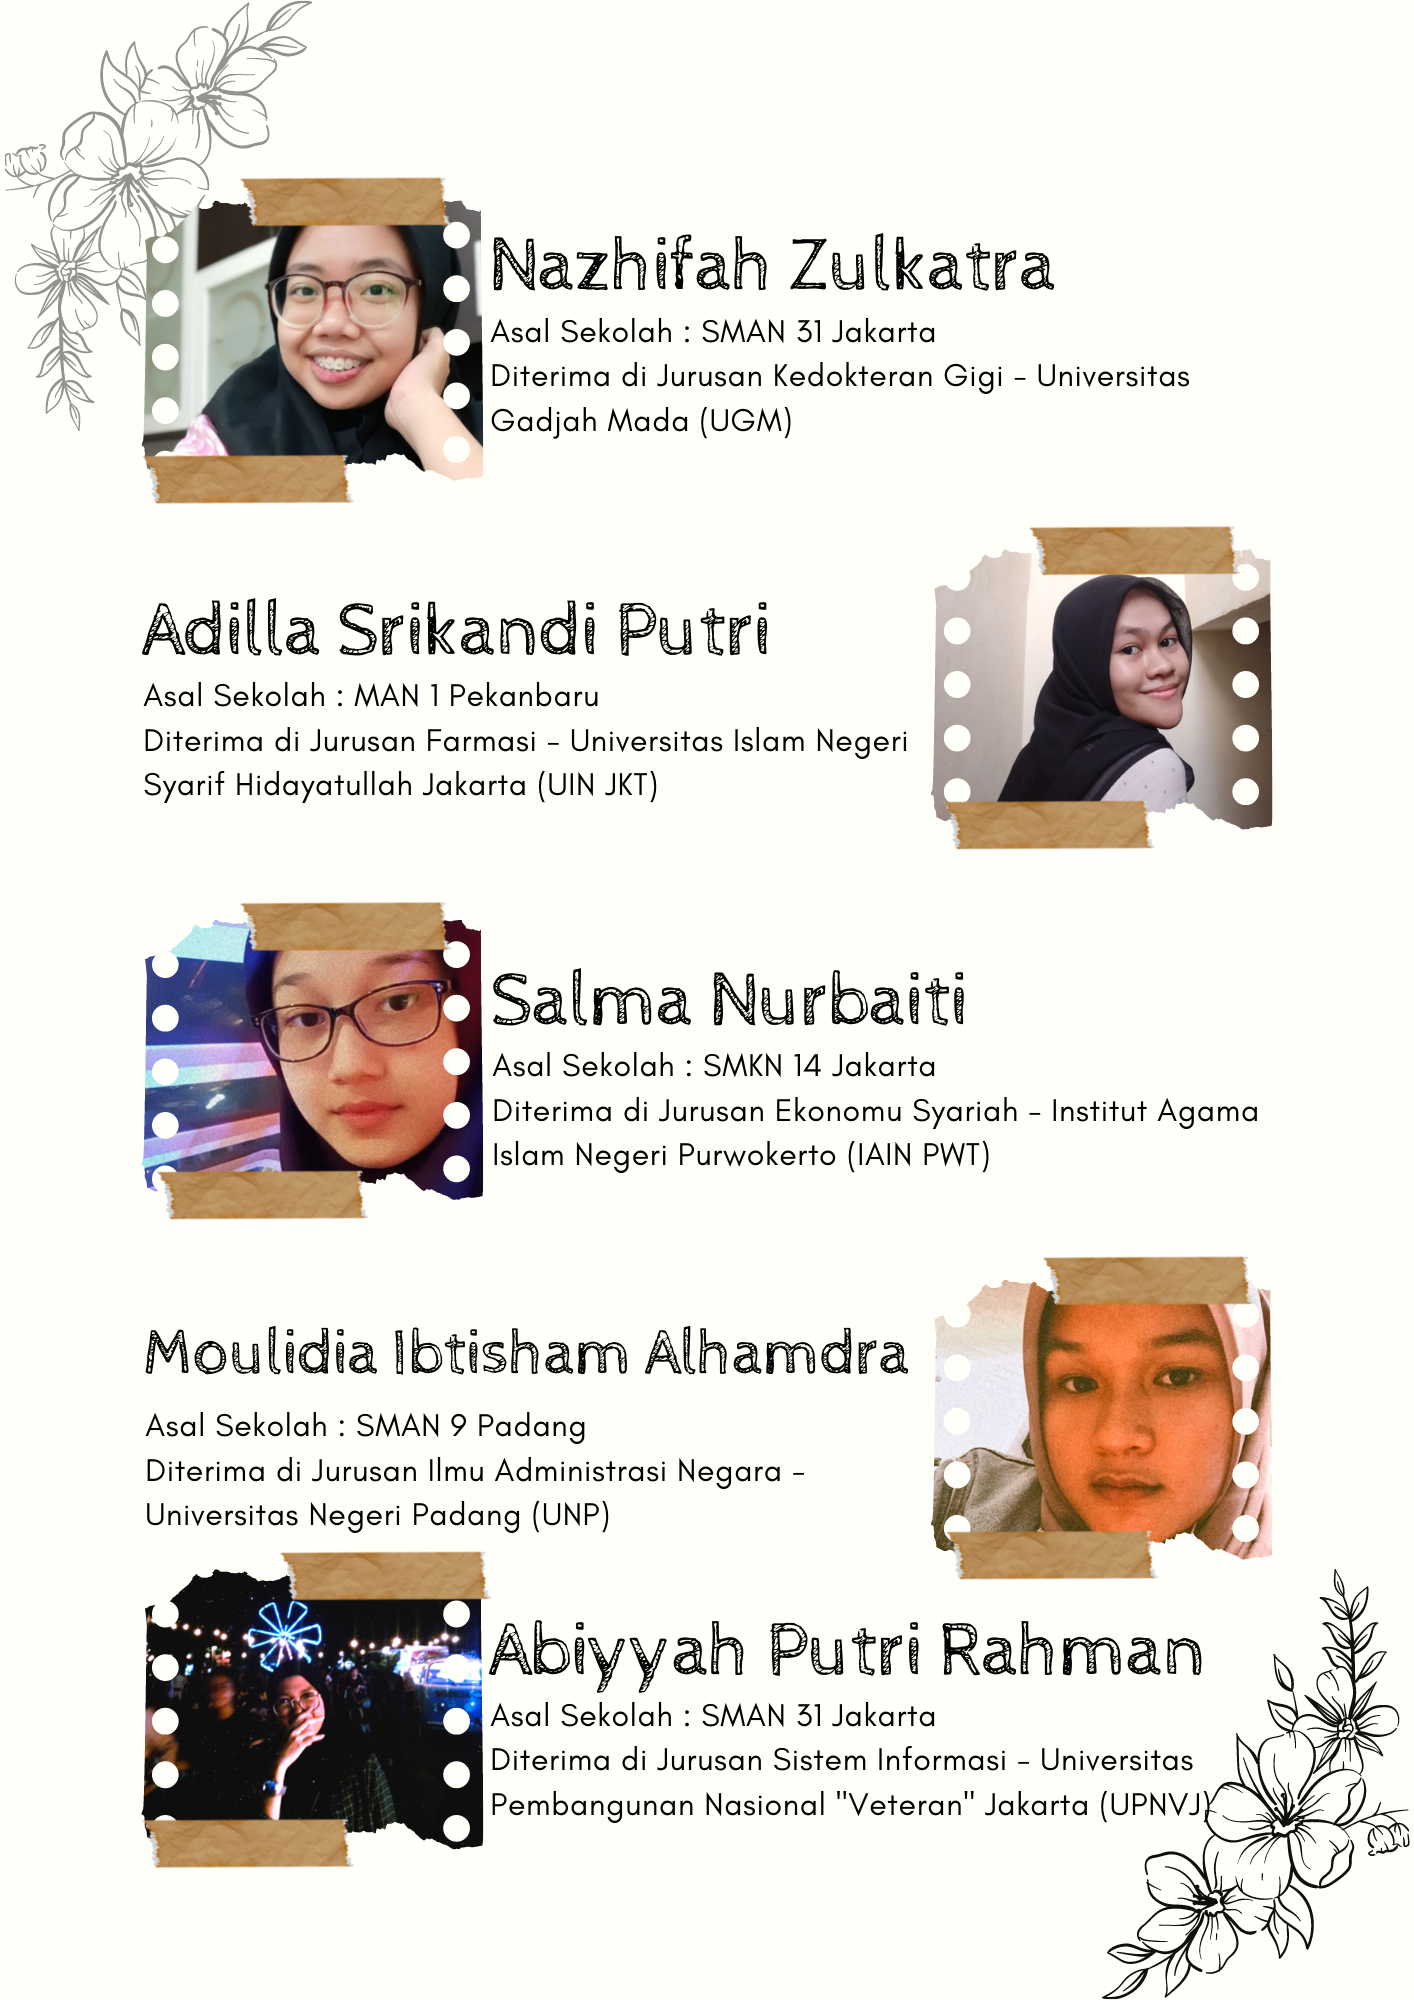 Nazhifah Zulkatra
Asal Sekolah : SMAN 31 Jakarta
Diterima di Jurusan Kedokteran Gigi - Universitas
Gadjah Mada (UGM)
Adilla Srikandi Putri
Asal Sekolah : MAN 1 Pekanbaru
Diterima di Jurusan Farmasi - Universitas Islam Negeri
Syarif Hidayatullah Jakarta (UIN JKT)
Salma Nurbaiti
Asal Sekolah : SMKN 14 Jakarta
Diterima di Jurusan Ekonomu Syariah - Institut Agama
Islam Negeri Purwokerto (IAIN PWT)
Moulidia Ibtisham Alhamdra
Asal Sekolah : SMAN 9 Padang
Diterima di Jurusan Ilmu Administrasi Negara -
Universitas Negeri Padang (UNP)
Abiyyah Putri Rahman
Asal Sekolah : SMAN 31 Jakarta
Diterima di Jurusan Sistem Informasi - Universitas
Pembangunan Nasional "Veteran" Jakarta (UPNVJ)